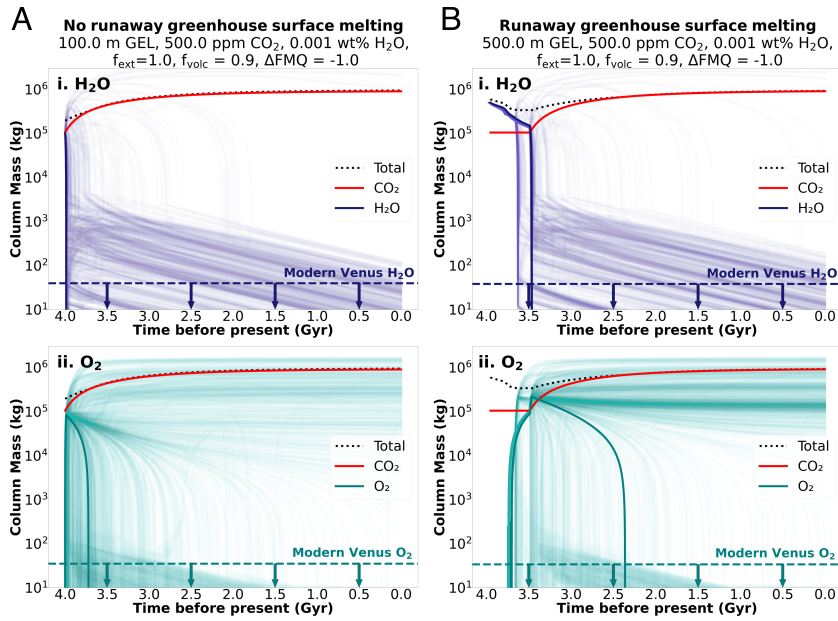 A
No runaway greenhouse surface melting
100.0 m GEL, 500.0 ppm CO₂, 0.001 wt% H₂O,
fext=1.0, fvolc = 0.9, ΔFMQ = -1.0
i. H₂O
Column Mass (kg)
10⁶
10⁵
10⁴
10³
10²
10¹
Total
CO₂
H₂O
Modern Venus H₂O
4.0 3.5 3.0 2.5 2.0 1.5 1.0 0.5 0.0
Time before present (Gyr)
ii. O₂
Column Mass (kg)
10⁶
10⁵
10⁴
10³
10²
10¹
Total
CO₂
O₂
Modern Venus O₂
4.0 3.5 3.0 2.5 2.0 1.5 1.0 0.5 0.0
Time before present (Gyr)
B
Runaway greenhouse surface melting
500.0 m GEL, 500.0 ppm CO₂, 0.001 wt% H₂O,
fext=1.0, fvolc = 0.9, ΔFMQ = -1.0
i. H₂O
Column Mass (kg)
10⁶
10⁵
10⁴
10³
10²
10¹
Total
CO₂
H₂O
Modern Venus H₂O
4.0 3.5 3.0 2.5 2.0 1.5 1.0 0.5 0.0
Time before present (Gyr)
ii. O₂
Column Mass (kg)
10⁶
10⁵
10⁴
10³
10²
10¹
Total
CO₂
O₂
Modern Venus O₂
4.0 3.5 3.0 2.5 2.0 1.5 1.0 0.5 0.0
Time before present (Gyr)